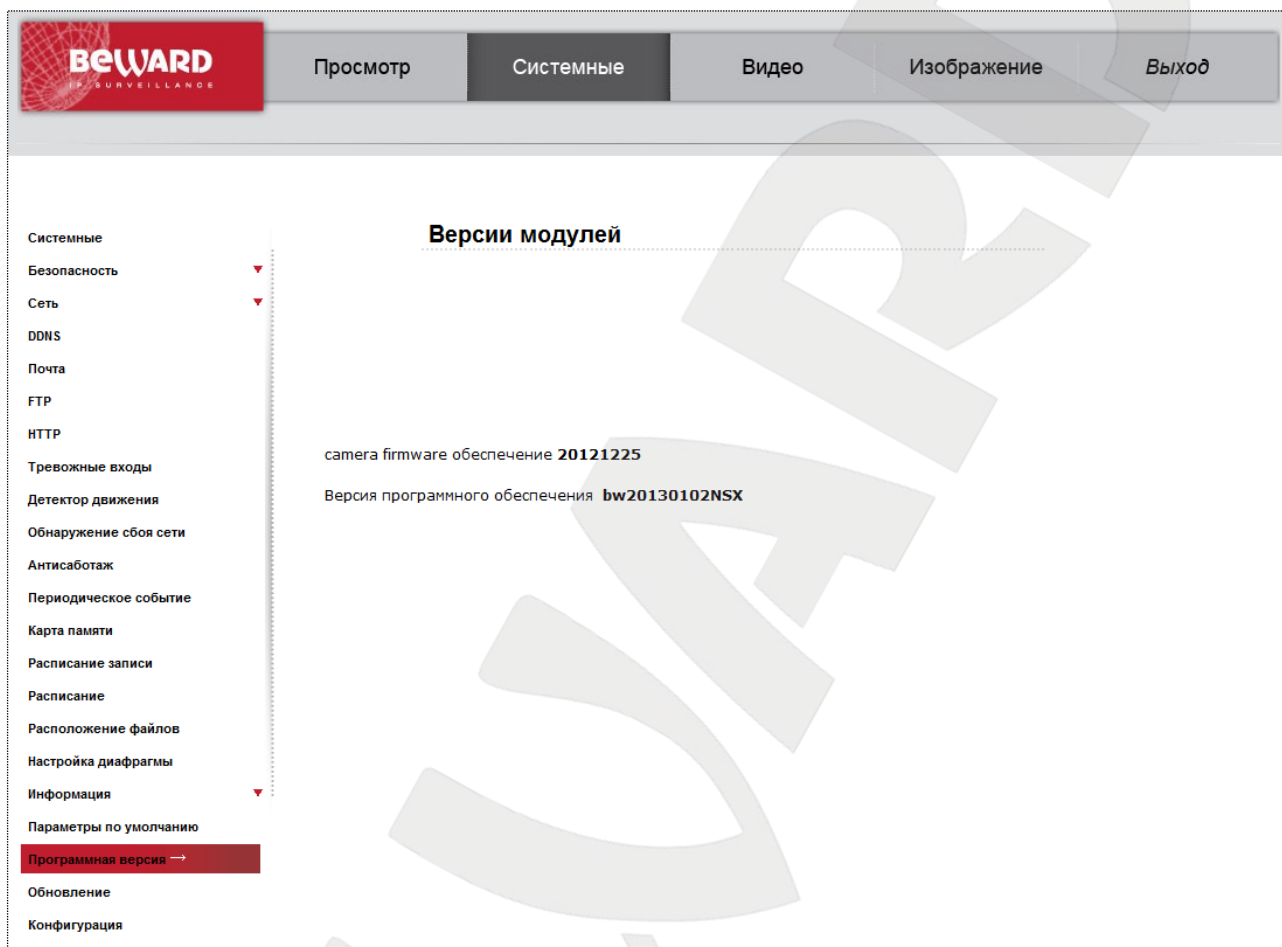 BEWARD
IP SURVEILLANCE
Просмотр
Системные
Видео
Изображение
Выход
Версии модулей
Системные
Безопасность
Сеть
DDNS
Почта
FTP
HTTP
Тревожные входы
Детектор движения
Обнаружение сбоя сети
Антисаботаж
Периодическое событие
Карта памяти
Расписание записи
Расписание
Расположение файлов
Настройка диафрагмы
Информация
Параметры по умолчанию
Программная версия →
Обновление
Конфигурация
camera firmware обеспечение 20121225
Версия программного обеспечения bw20130102NSX